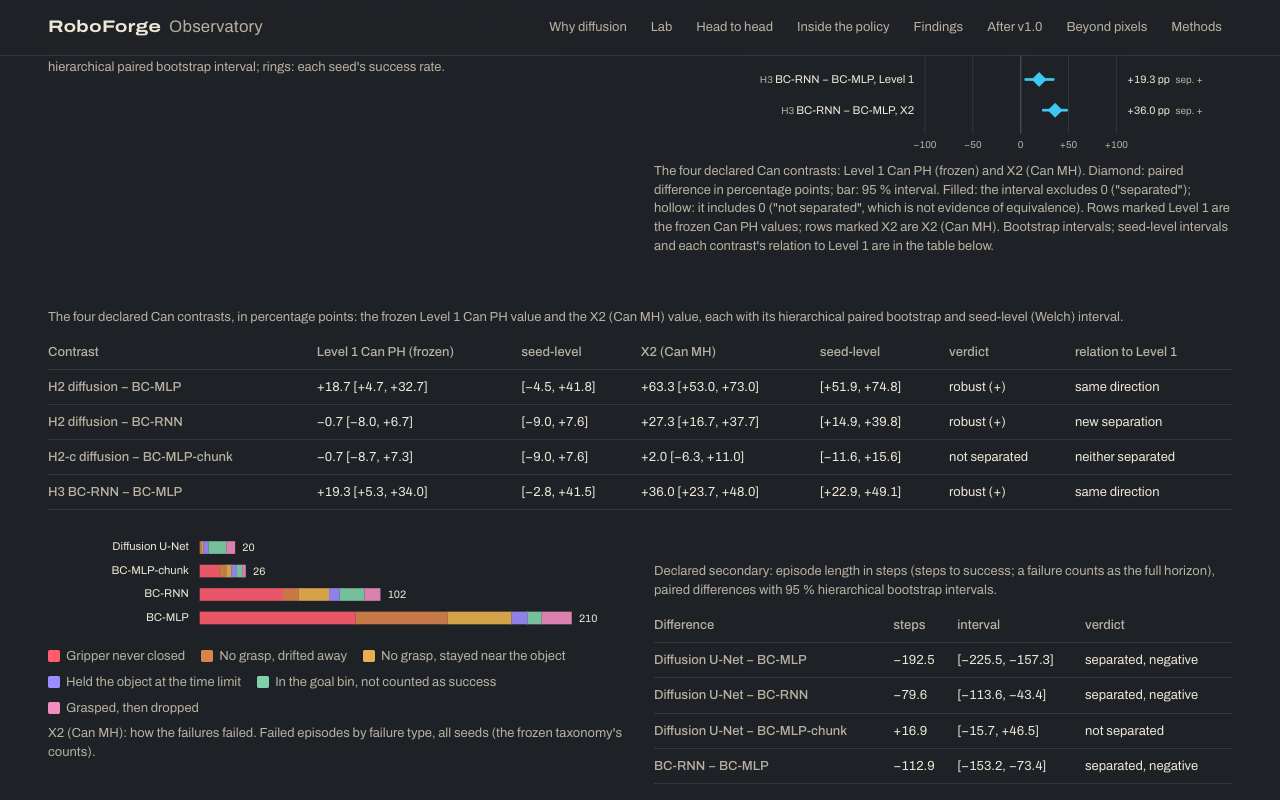 RoboForge Observatory
Why diffusion Lab Head to head Inside the policy Findings After v1.0 Beyond pixels Methods
hierarchical paired bootstrap interval; rings: each seed's success rate.
H3 BC-RNN − BC-MLP, Level 1 +19.3 pp sep. +
H3 BC-RNN − BC-MLP, X2 +36.0 pp sep. +
−100 −50 0 +50 +100
The four declared Can contrasts: Level 1 Can PH (frozen) and X2 (Can MH). Diamond: paired
difference in percentage points; bar: 95 % interval. Filled: the interval excludes 0 ("separated");
hollow: it includes 0 ("not separated", which is not evidence of equivalence). Rows marked Level 1 are
the frozen Can PH values; rows marked X2 are X2 (Can MH). Bootstrap intervals; seed-level intervals
and each contrast's relation to Level 1 are in the table below.
The four declared Can contrasts, in percentage points: the frozen Level 1 Can PH value and the X2 (Can MH) value, each with its hierarchical paired bootstrap and seed-level (Welch) interval.
Contrast Level 1 Can PH (frozen) seed-level X2 (Can MH) seed-level verdict relation to Level 1
H2 diffusion − BC-MLP +18.7 [+4.7, +32.7] [−4.5, +41.8] +63.3 [+53.0, +73.0] [+51.9, +74.8] robust (+) same direction
H2 diffusion − BC-RNN −0.7 [−8.0, +6.7] [−9.0, +7.6] +27.3 [+16.7, +37.7] [+14.9, +39.8] robust (+) new separation
H2-c diffusion − BC-MLP-chunk −0.7 [−8.7, +7.3] [−9.0, +7.6] +2.0 [−6.3, +11.0] [−11.6, +15.6] not separated neither separated
H3 BC-RNN − BC-MLP +19.3 [+5.3, +34.0] [−2.8, +41.5] +36.0 [+23.7, +48.0] [+22.9, +49.1] robust (+) same direction
Diffusion U-Net 20
BC-MLP-chunk 26
BC-RNN 102
BC-MLP 210
Gripper never closed No grasp, drifted away No grasp, stayed near the object
Held the object at the time limit In the goal bin, not counted as success
Grasped, then dropped
X2 (Can MH): how the failures failed. Failed episodes by failure type, all seeds (the frozen taxonomy's
counts).
Declared secondary: episode length in steps (steps to success; a failure counts as the full horizon),
paired differences with 95 % hierarchical bootstrap intervals.
Difference steps interval verdict
Diffusion U-Net − BC-MLP −192.5 [−225.5, −157.3] separated, negative
Diffusion U-Net − BC-RNN −79.6 [−113.6, −43.4] separated, negative
Diffusion U-Net − BC-MLP-chunk +16.9 [−15.7, +46.5] not separated
BC-RNN − BC-MLP −112.9 [−153.2, −73.4] separated, negative